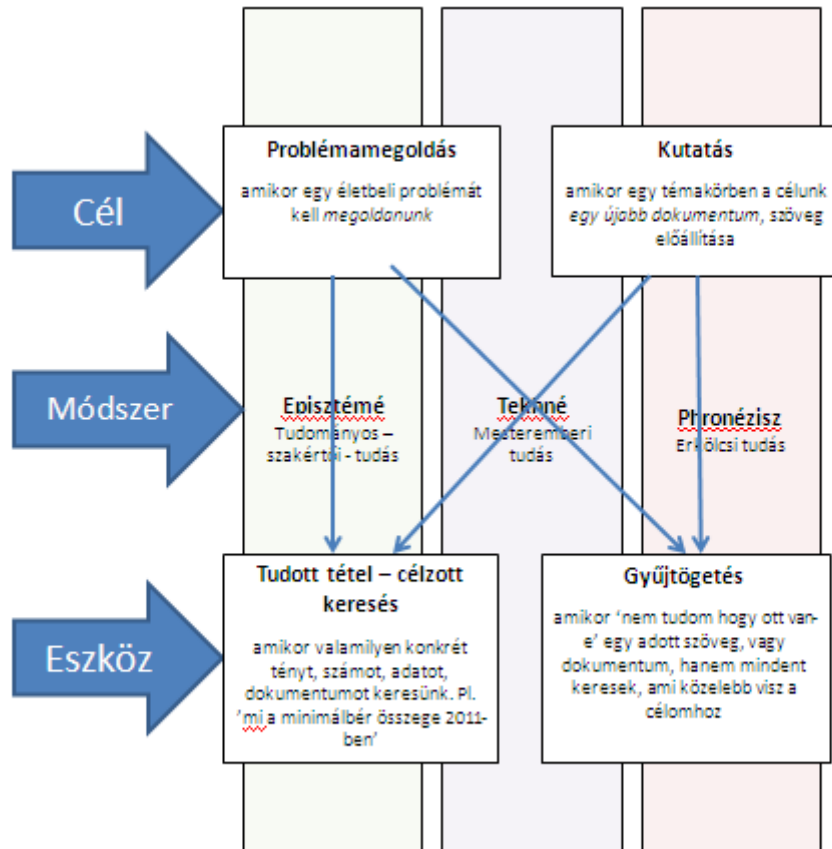 Cél
Problémamegoldás
amikor egy életbeli problémát
kell megoldanunk
Kutatás
amikor egy témakörben a célunk
egy újabb dokumentum, szöveg
előállítása
Módszer
Episztémé
Tudományos –
szakértői - tudás
Tekhné
Mesteremberi
tudás
Phronézisz
Erkölcsi tudás
Eszköz
Tudott tétel – célzott
keresés
amikor valamilyen konkrét
tényt, számot, adatot,
dokumentumot keresünk. Pl.
'mi a minimálbér összege 2011-
ben'
Gyűjtögetés
amikor 'nem tudom hogy ott van-
e' egy adott szöveg, vagy
dokumentum, hanem mindent
keresek, ami közelebb visz a
célomhoz